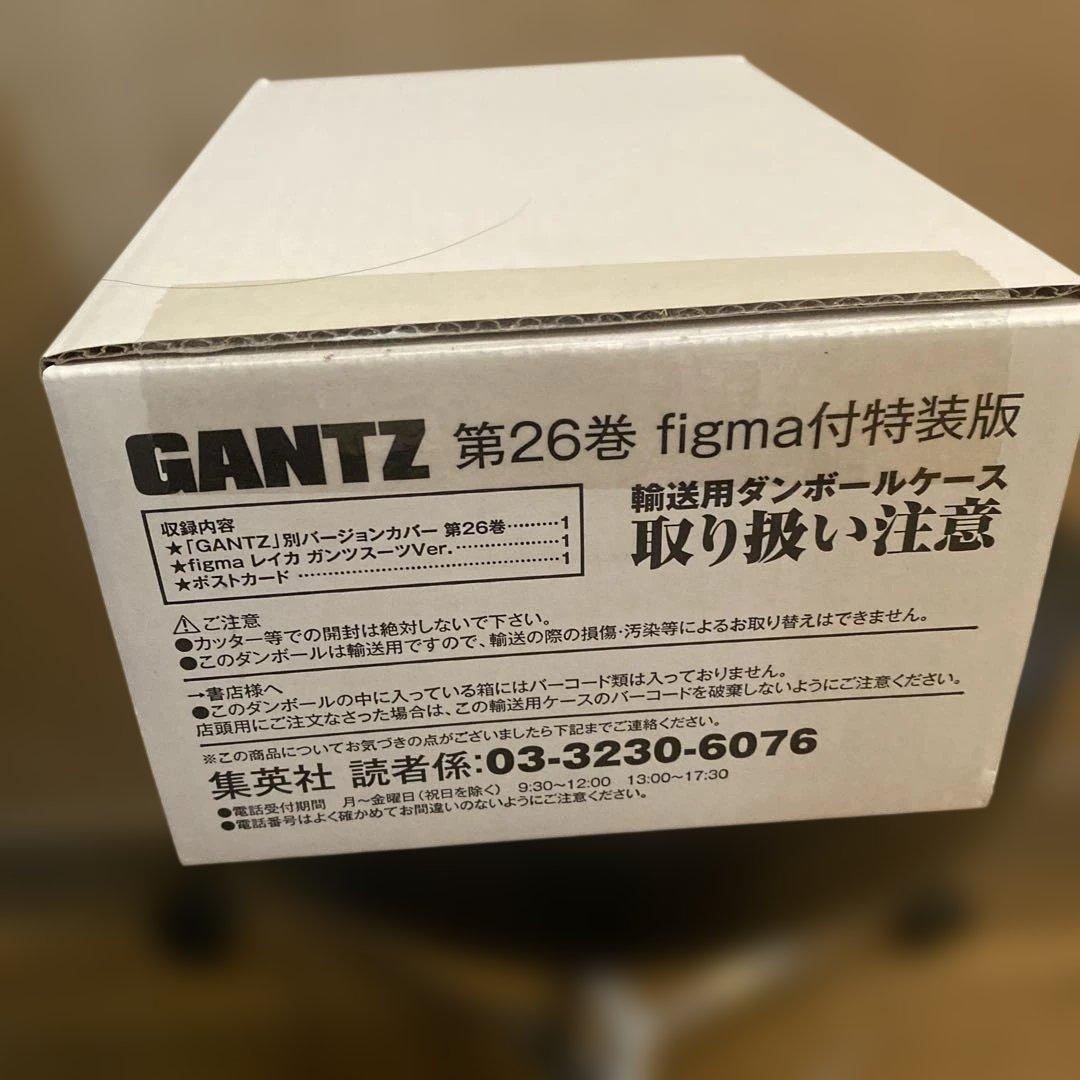 GANTZ 第26巻 figma付特装版
輸送用ダンボールケース
取り扱い注意
収録内容
★「GANTZ」別バージョンカバー 第26巻………1
★figma レイカ ガンツスーツVer.……………1
★ポストカード…………………………………1
⚠ご注意
●カッター等での開封は絶対しないで下さい。
●このダンボールは輸送用ですので、輸送の際の損傷・汚染等によるお取り替えはできません。
→書店様へ
●このダンボールの中に入っている箱にはバーコード類は入っておりません。
店頭用にご注文なさった場合は、この輸送用ケースのバーコードを破棄しないようにご注意ください。
※この商品についてお気づきの点がございましたら下記までご連絡ください。
集英社 読者係:03-3230-6076
●電話受付期間 月〜金曜日(祝日を除く) 9:30〜12:00 13:00〜17:30
●電話番号はよく確かめてお間違いのないようにご注意ください。